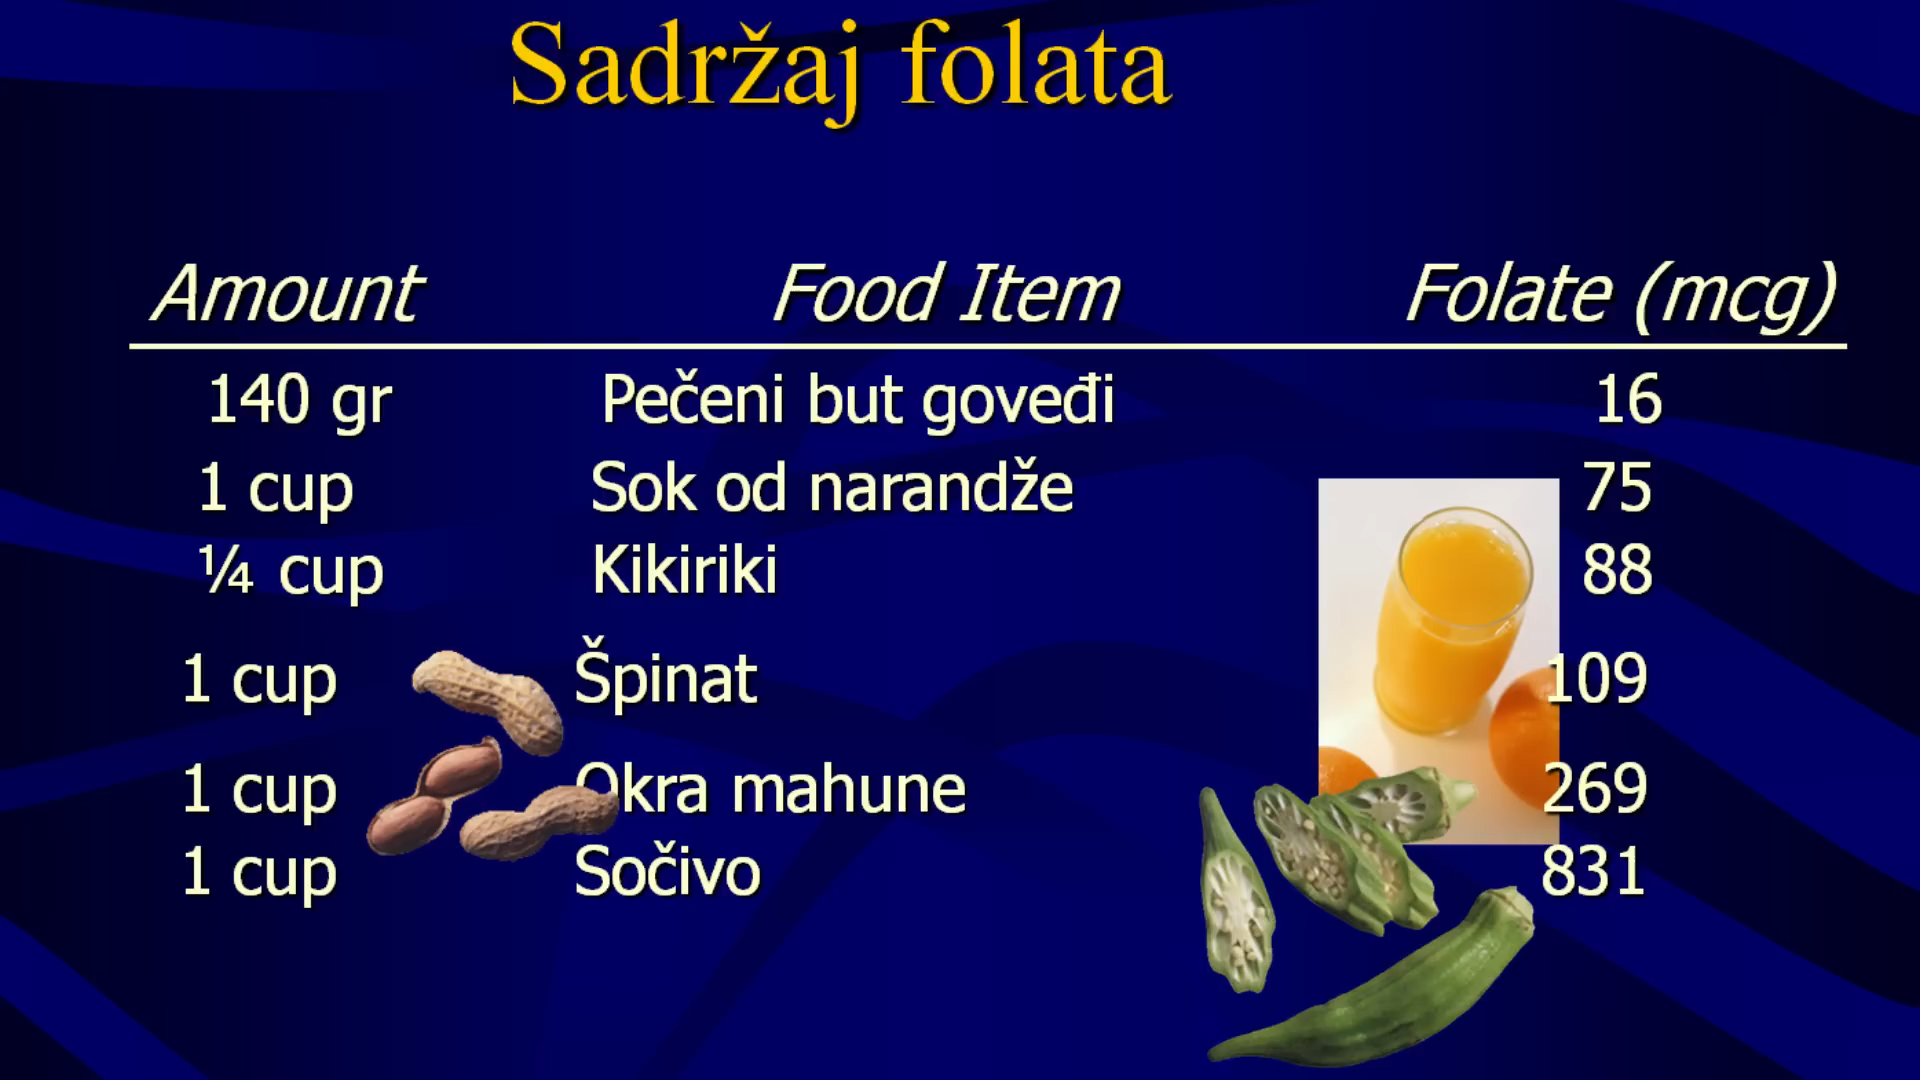 Sadržaj folata
Amount Food Item Folate (mcg)
140 gr Pečeni but goveđi 16
1 cup Sok od narandže 75
¼ cup Kikiriki 88
1 cup Špinat 109
1 cup Okra mahune 269
1 cup Sočivo 831